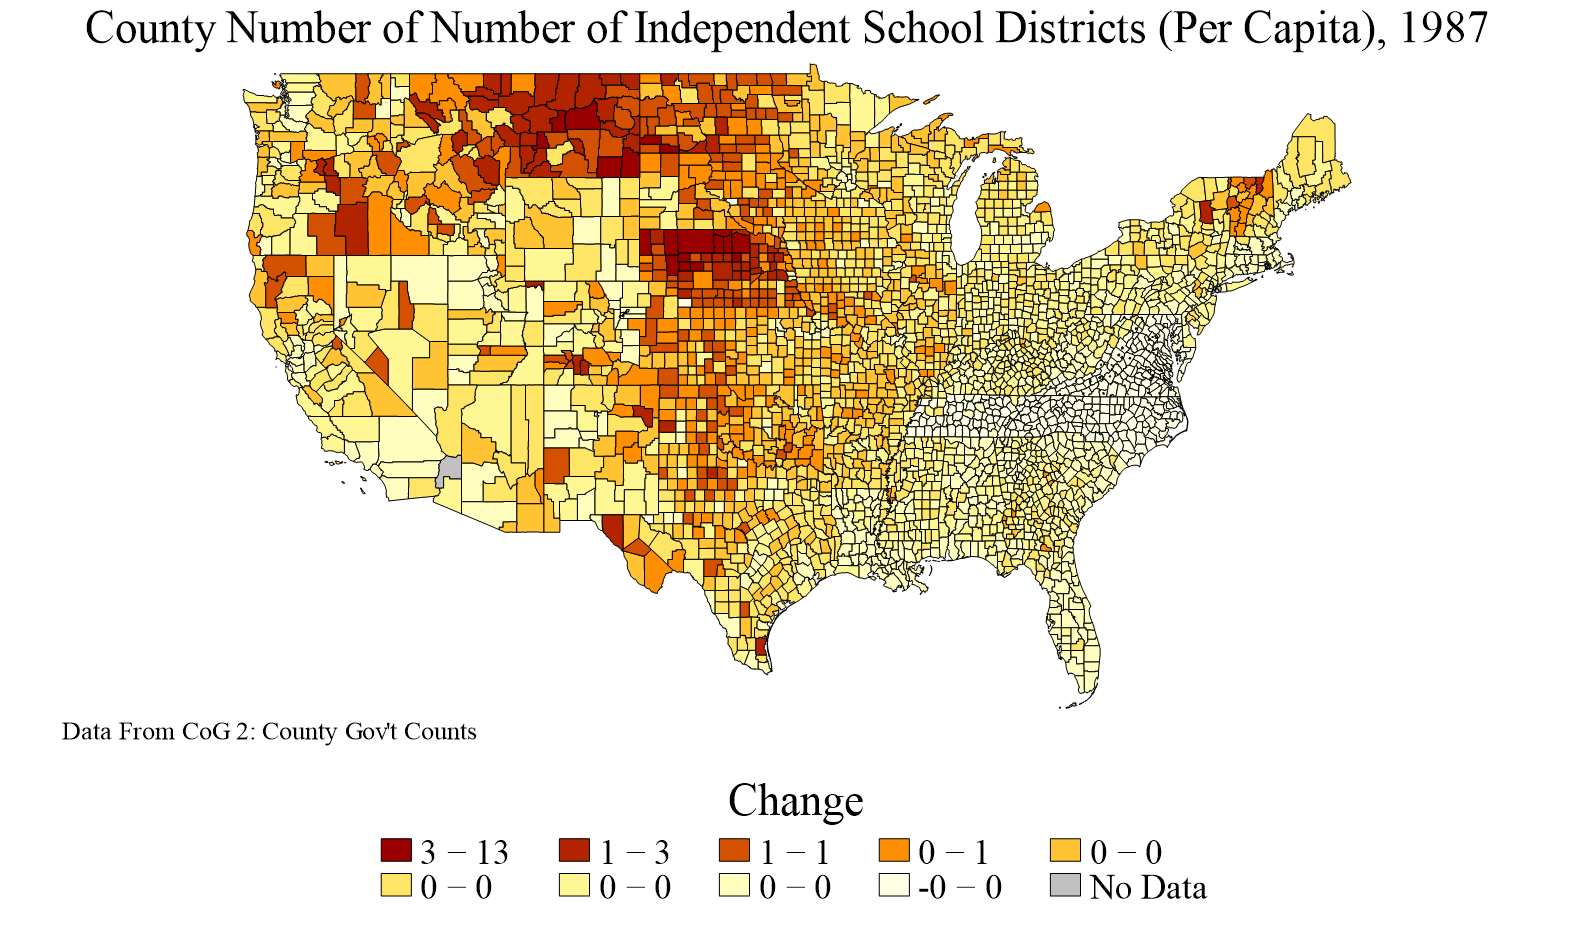 County Number of Number of Independent School Districts (Per Capita), 1987
Data From CoG 2: County Gov't Counts
Change
3 − 13 1 − 3 1 − 1 0 − 1 0 − 0
0 − 0 0 − 0 0 − 0 -0 − 0 No Data